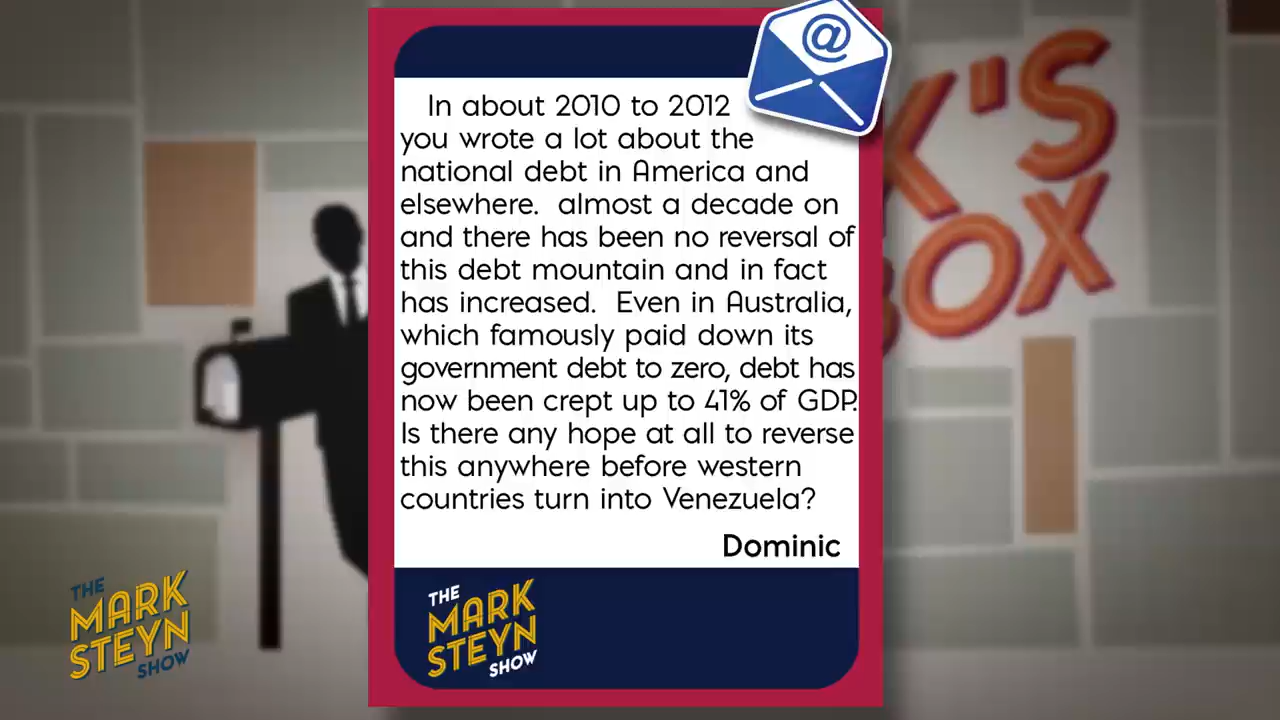 @
In about 2010 to 2012
you wrote a lot about the
national debt in America and
elsewhere. almost a decade on
and there has been no reversal of
this debt mountain and in fact
has increased. Even in Australia,
which famously paid down its
government debt to zero, debt has
now been crept up to 41% of GDP.
Is there any hope at all to reverse
this anywhere before western
countries turn into Venezuela?
Dominic
THE
MARK
STEYN
SHOW
THE
MARK
STEYN
SHOW
K'S
OX